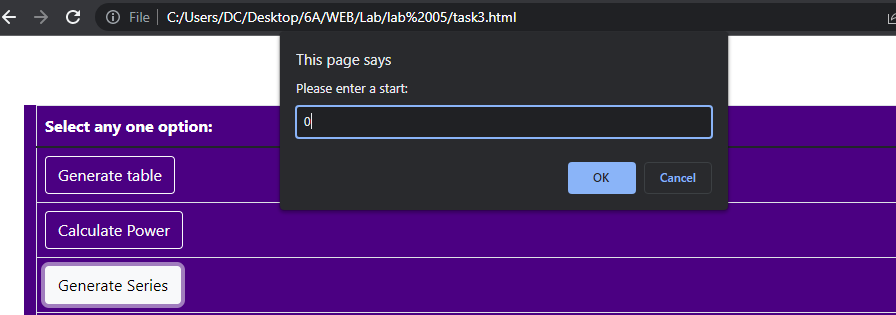 File | C:/Users/DC/Desktop/6A/WEB/Lab/lab%2005/task3.html
This page says
Please enter a start:
0
OK Cancel
Select any one option:
Generate table
Calculate Power
Generate Series